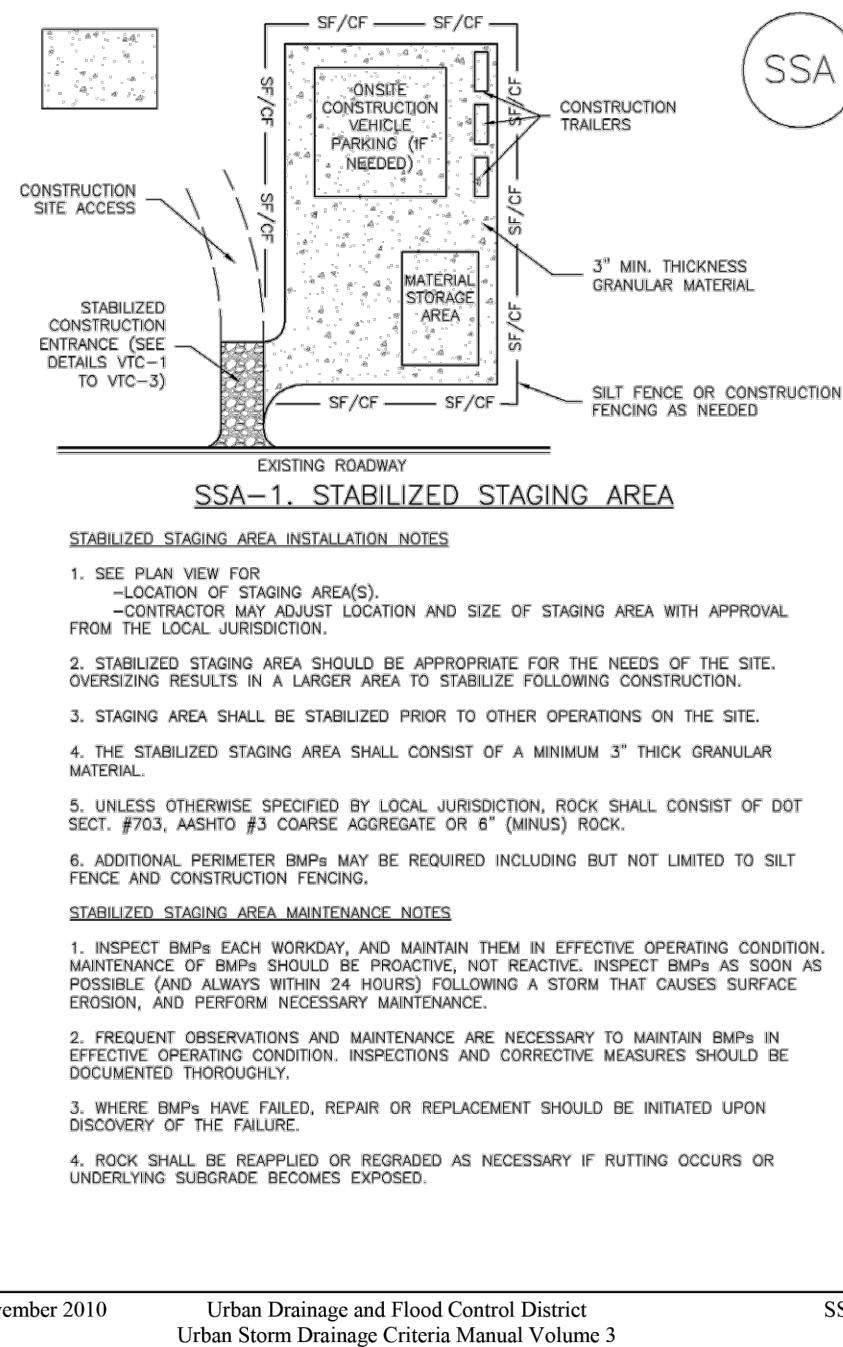 SF/CF SF/CF
SSA
SF/CF
SF/CF
ONSITE
CONSTRUCTION
VEHICLE
PARKING (IF
NEEDED)
CONSTRUCTION
TRAILERS
CONSTRUCTION
SITE ACCESS
SF/CF
SF/CF
3" MIN. THICKNESS
GRANULAR MATERIAL
MATERIAL
STORAGE
AREA
STABILIZED
CONSTRUCTION
ENTRANCE (SEE
DETAILS VTC-1
TO VTC-3)
SF/CF
SF/CF SF/CF
SILT FENCE OR CONSTRUCTION
FENCING AS NEEDED
EXISTING ROADWAY
SSA-1. STABILIZED STAGING AREA
STABILIZED STAGING AREA INSTALLATION NOTES
1. SEE PLAN VIEW FOR
-LOCATION OF STAGING AREA(S).
-CONTRACTOR MAY ADJUST LOCATION AND SIZE OF STAGING AREA WITH APPROVAL
FROM THE LOCAL JURISDICTION.
2. STABILIZED STAGING AREA SHOULD BE APPROPRIATE FOR THE NEEDS OF THE SITE.
OVERSIZING RESULTS IN A LARGER AREA TO STABILIZE FOLLOWING CONSTRUCTION.
3. STAGING AREA SHALL BE STABILIZED PRIOR TO OTHER OPERATIONS ON THE SITE.
4. THE STABILIZED STAGING AREA SHALL CONSIST OF A MINIMUM 3" THICK GRANULAR
MATERIAL.
5. UNLESS OTHERWISE SPECIFIED BY LOCAL JURISDICTION, ROCK SHALL CONSIST OF DOT
SECT. #703, AASHTO #3 COARSE AGGREGATE OR 6" (MINUS) ROCK.
6. ADDITIONAL PERIMETER BMPs MAY BE REQUIRED INCLUDING BUT NOT LIMITED TO SILT
FENCE AND CONSTRUCTION FENCING.
STABILIZED STAGING AREA MAINTENANCE NOTES
1. INSPECT BMPs EACH WORKDAY, AND MAINTAIN THEM IN EFFECTIVE OPERATING CONDITION.
MAINTENANCE OF BMPs SHOULD BE PROACTIVE, NOT REACTIVE. INSPECT BMPs AS SOON AS
POSSIBLE (AND ALWAYS WITHIN 24 HOURS) FOLLOWING A STORM THAT CAUSES SURFACE
EROSION, AND PERFORM NECESSARY MAINTENANCE.
2. FREQUENT OBSERVATIONS AND MAINTENANCE ARE NECESSARY TO MAINTAIN BMPs IN
EFFECTIVE OPERATING CONDITION. INSPECTIONS AND CORRECTIVE MEASURES SHOULD BE
DOCUMENTED THOROUGHLY.
3. WHERE BMPs HAVE FAILED, REPAIR OR REPLACEMENT SHOULD BE INITIATED UPON
DISCOVERY OF THE FAILURE.
4. ROCK SHALL BE REAPPLIED OR REGRADED AS NECESSARY IF RUTTING OCCURS OR
UNDERLYING SUBGRADE BECOMES EXPOSED.
vember 2010 Urban Drainage and Flood Control District SS
Urban Storm Drainage Criteria Manual Volume 3